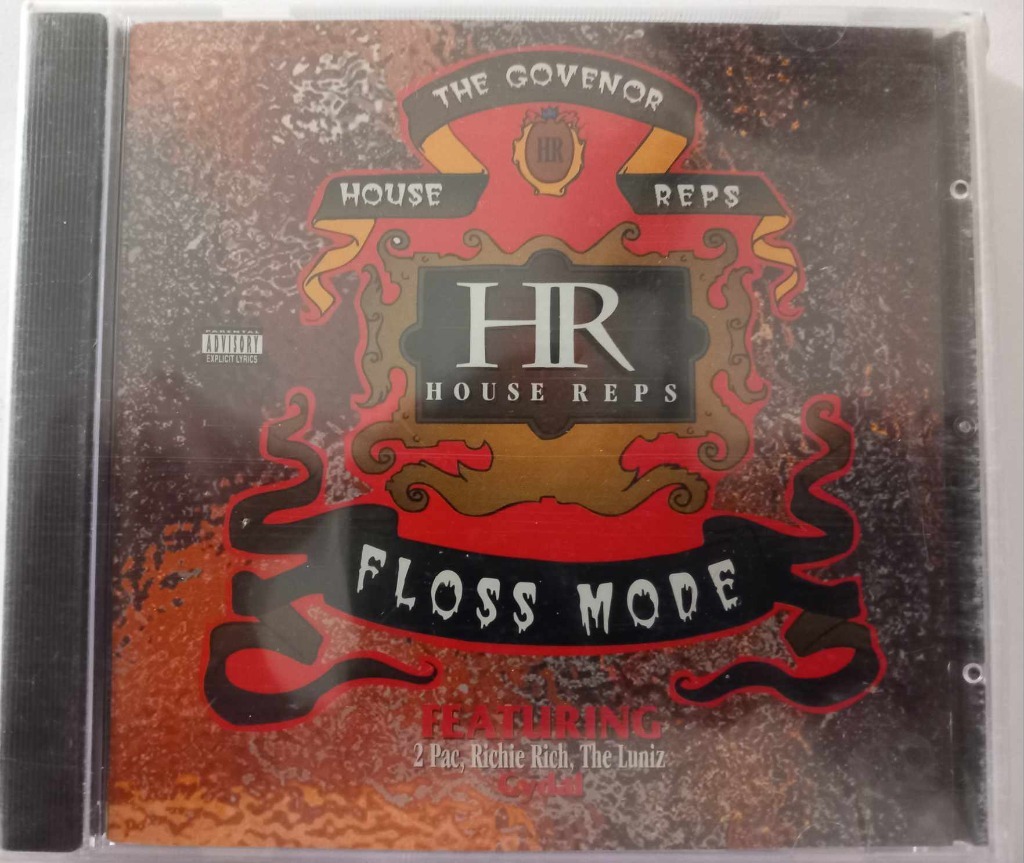 THE GOVENOR
HR
HOUSE REPS
HR
HOUSE REPS
PARENTAL
ADVISORY
EXPLICIT LYRICS
FLOSS MODE
FEATURING
2 Pac, Richie Rich, The Luniz
Cydal